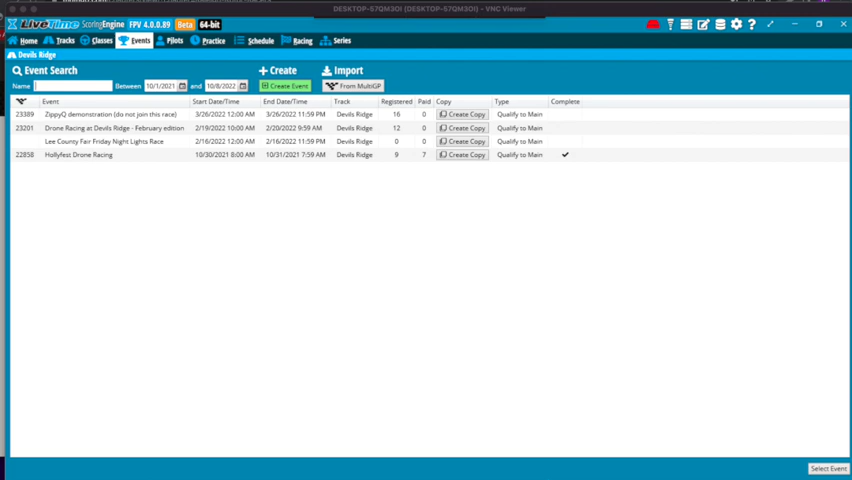 DESKTOP-57QM3OI (DESKTOP-57QM3OI) - VNC Viewer
LiveTime ScoringEngine FPV 4.0.0.89 Beta 64-bit
Home Tracks Classes Events Pilots Practice Schedule Racing Series
Devils Ridge
Event Search Create Import
Name Between 10/1/2021 and 10/8/2022 Create Event From MultiGP
Event Start Date/Time End Date/Time Track Registered Paid Copy Type Complete
23389 ZippyQ demonstration (do not join this race) 3/26/2022 12:00 AM 3/26/2022 11:59 PM Devils Ridge 16 0 Create Copy Qualify to Main
23201 Drone Racing at Devils Ridge - February edition 2/19/2022 10:00 AM 2/20/2022 9:59 AM Devils Ridge 12 0 Create Copy Qualify to Main
Lee County Fair Friday Night Lights Race 2/16/2022 12:00 AM 2/16/2022 11:59 PM Devils Ridge 0 0 Create Copy Qualify to Main
22858 Hollyfest Drone Racing 10/30/2021 8:00 AM 10/31/2021 7:59 AM Devils Ridge 9 7 Create Copy Qualify to Main ✔
Select Event